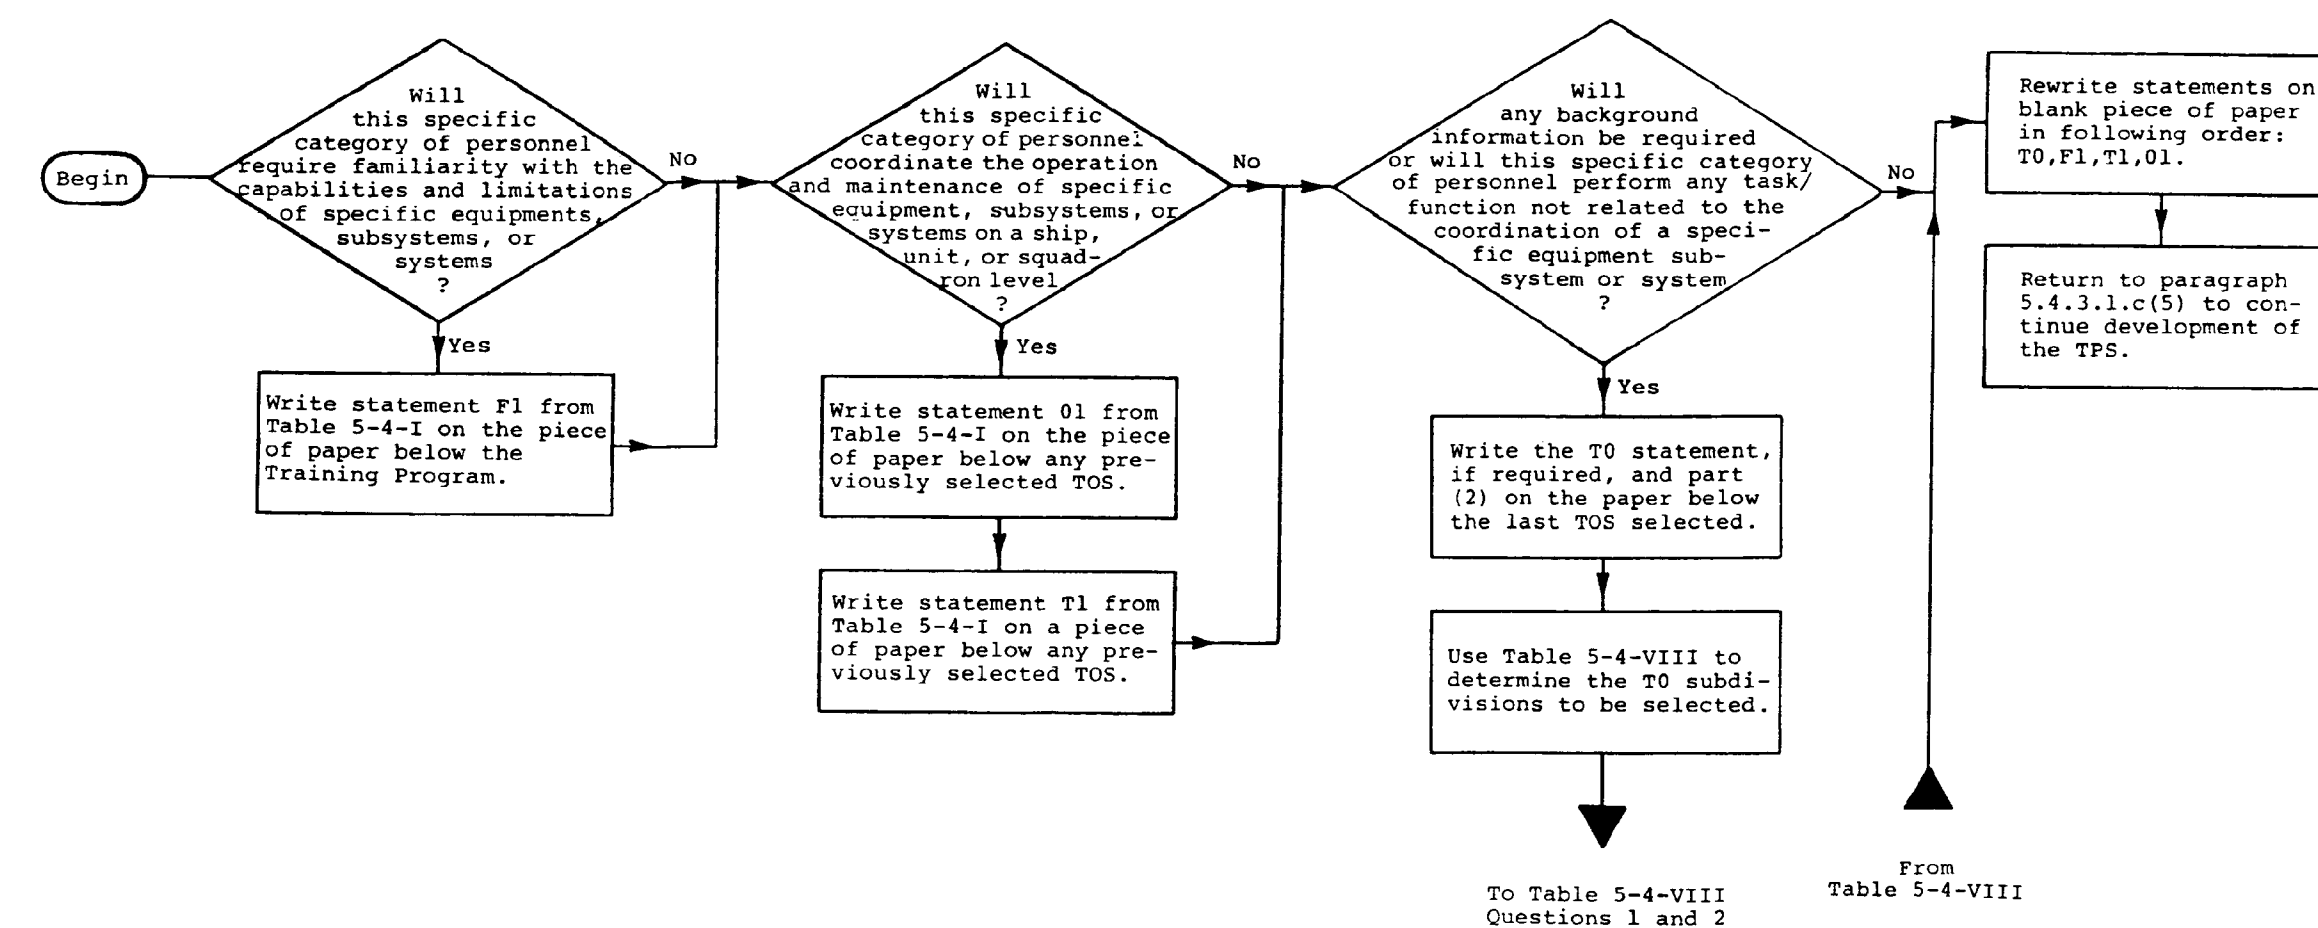 Begin
Will
this specific
category of personnel
require familiarity with the
capabilities and limitations
of specific equipments,
subsystems, or
systems
?
No
Yes
Write statement F1 from
Table 5-4-I on the piece
of paper below the
Training Program.
Will
this specific
category of personnel
coordinate the operation
and maintenance of specific
equipment, subsystems, or
systems on a ship,
unit, or squad-
ron level
?
No
Yes
Write statement 01 from
Table 5-4-I on the piece
of paper below any pre-
viously selected TOS.
Write statement T1 from
Table 5-4-I on a piece
of paper below any pre-
viously selected TOS.
Will
any background
information be required
or will this specific category
of personnel perform any task/
function not related to the
coordination of a speci-
fic equipment sub-
system or system
?
No
Yes
Write the T0 statement,
if required, and part
(2) on the paper below
the last TOS selected.
Use Table 5-4-VIII to
determine the T0 subdi-
visions to be selected.
To Table 5-4-VIII
Questions 1 and 2
From
Table 5-4-VIII
Rewrite statements on
blank piece of paper
in following order:
T0,F1,T1,01.
Return to paragraph
5.4.3.1.c(5) to con-
tinue development of
the TPS.